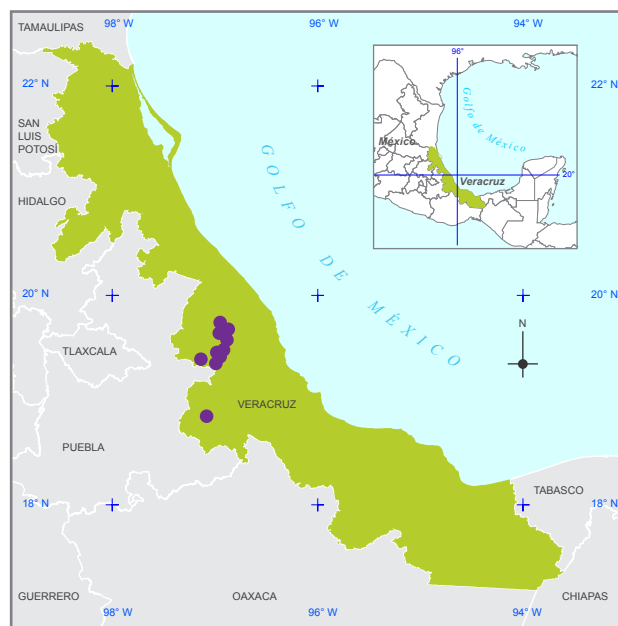 98° W
96° W
94° W
TAMAULIPAS
22° N
22° N
96°
Golfo de México
México
Veracruz
20°
SAN
LUIS
POTOSÍ
HIDALGO
GOLFO DE MÉXICO
20° N
20° N
N
TLAXCALA
VERACRUZ
PUEBLA
TABASCO
18° N
18° N
GUERRERO
OAXACA
CHIAPAS
98° W
96° W
94° W